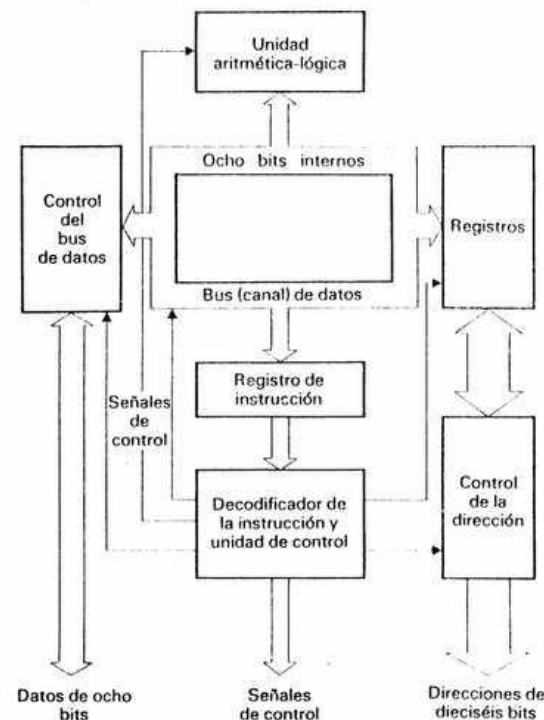 Unidad
aritmética-lógica
Ocho bits internos
Control
del
bus
de datos
Registros
Bus (canal) de datos
Registro de
instrucción
Señales
de
control
Decodificador de
la instrucción y
unidad de control
Control
de la
dirección
Datos de ocho
bits
Señales
de control
Direcciones de
dieciséis bits